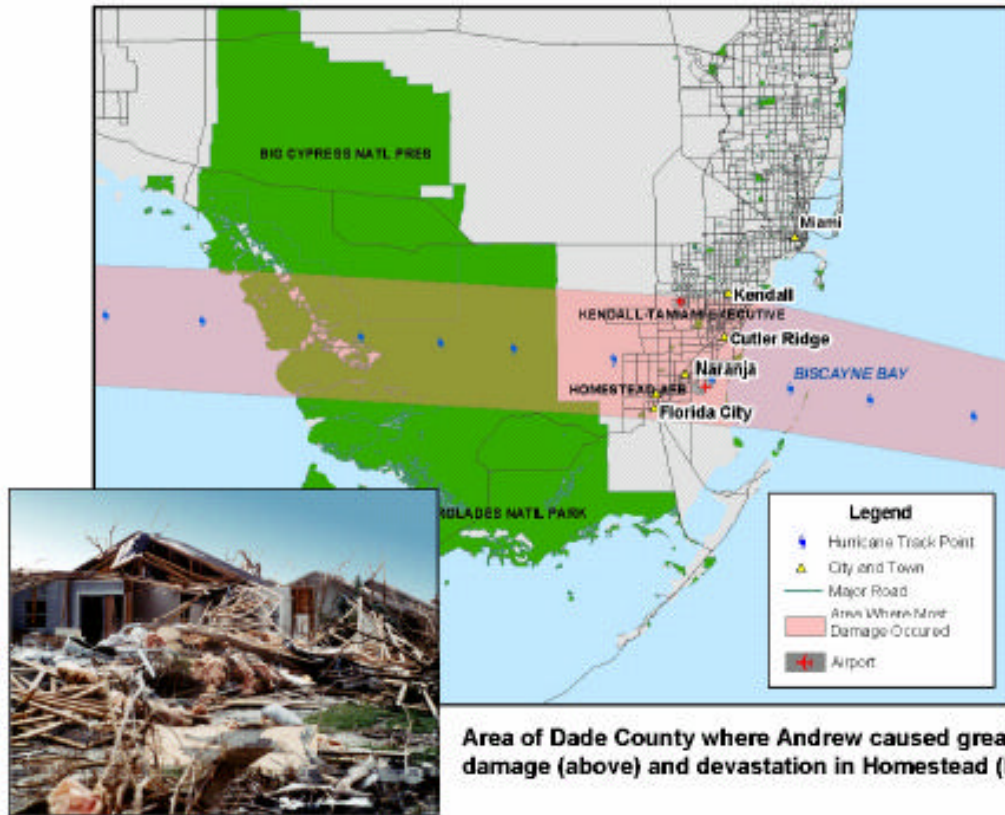 BIG CYPRESS NATL PRES
Miami
Kendall
KENDALL-TAMIAMI EXECUTIVE
Cutler Ridge
Naranja
BISCAYNE BAY
HOMESTEAD AFB
Florida City
RGLADES NATL PARK
Legend
Hurricane Track Point
City and Town
Major Road
Area Where Most
Damage Occured
Airport
Area of Dade County where Andrew caused grea
damage (above) and devastation in Homestead (